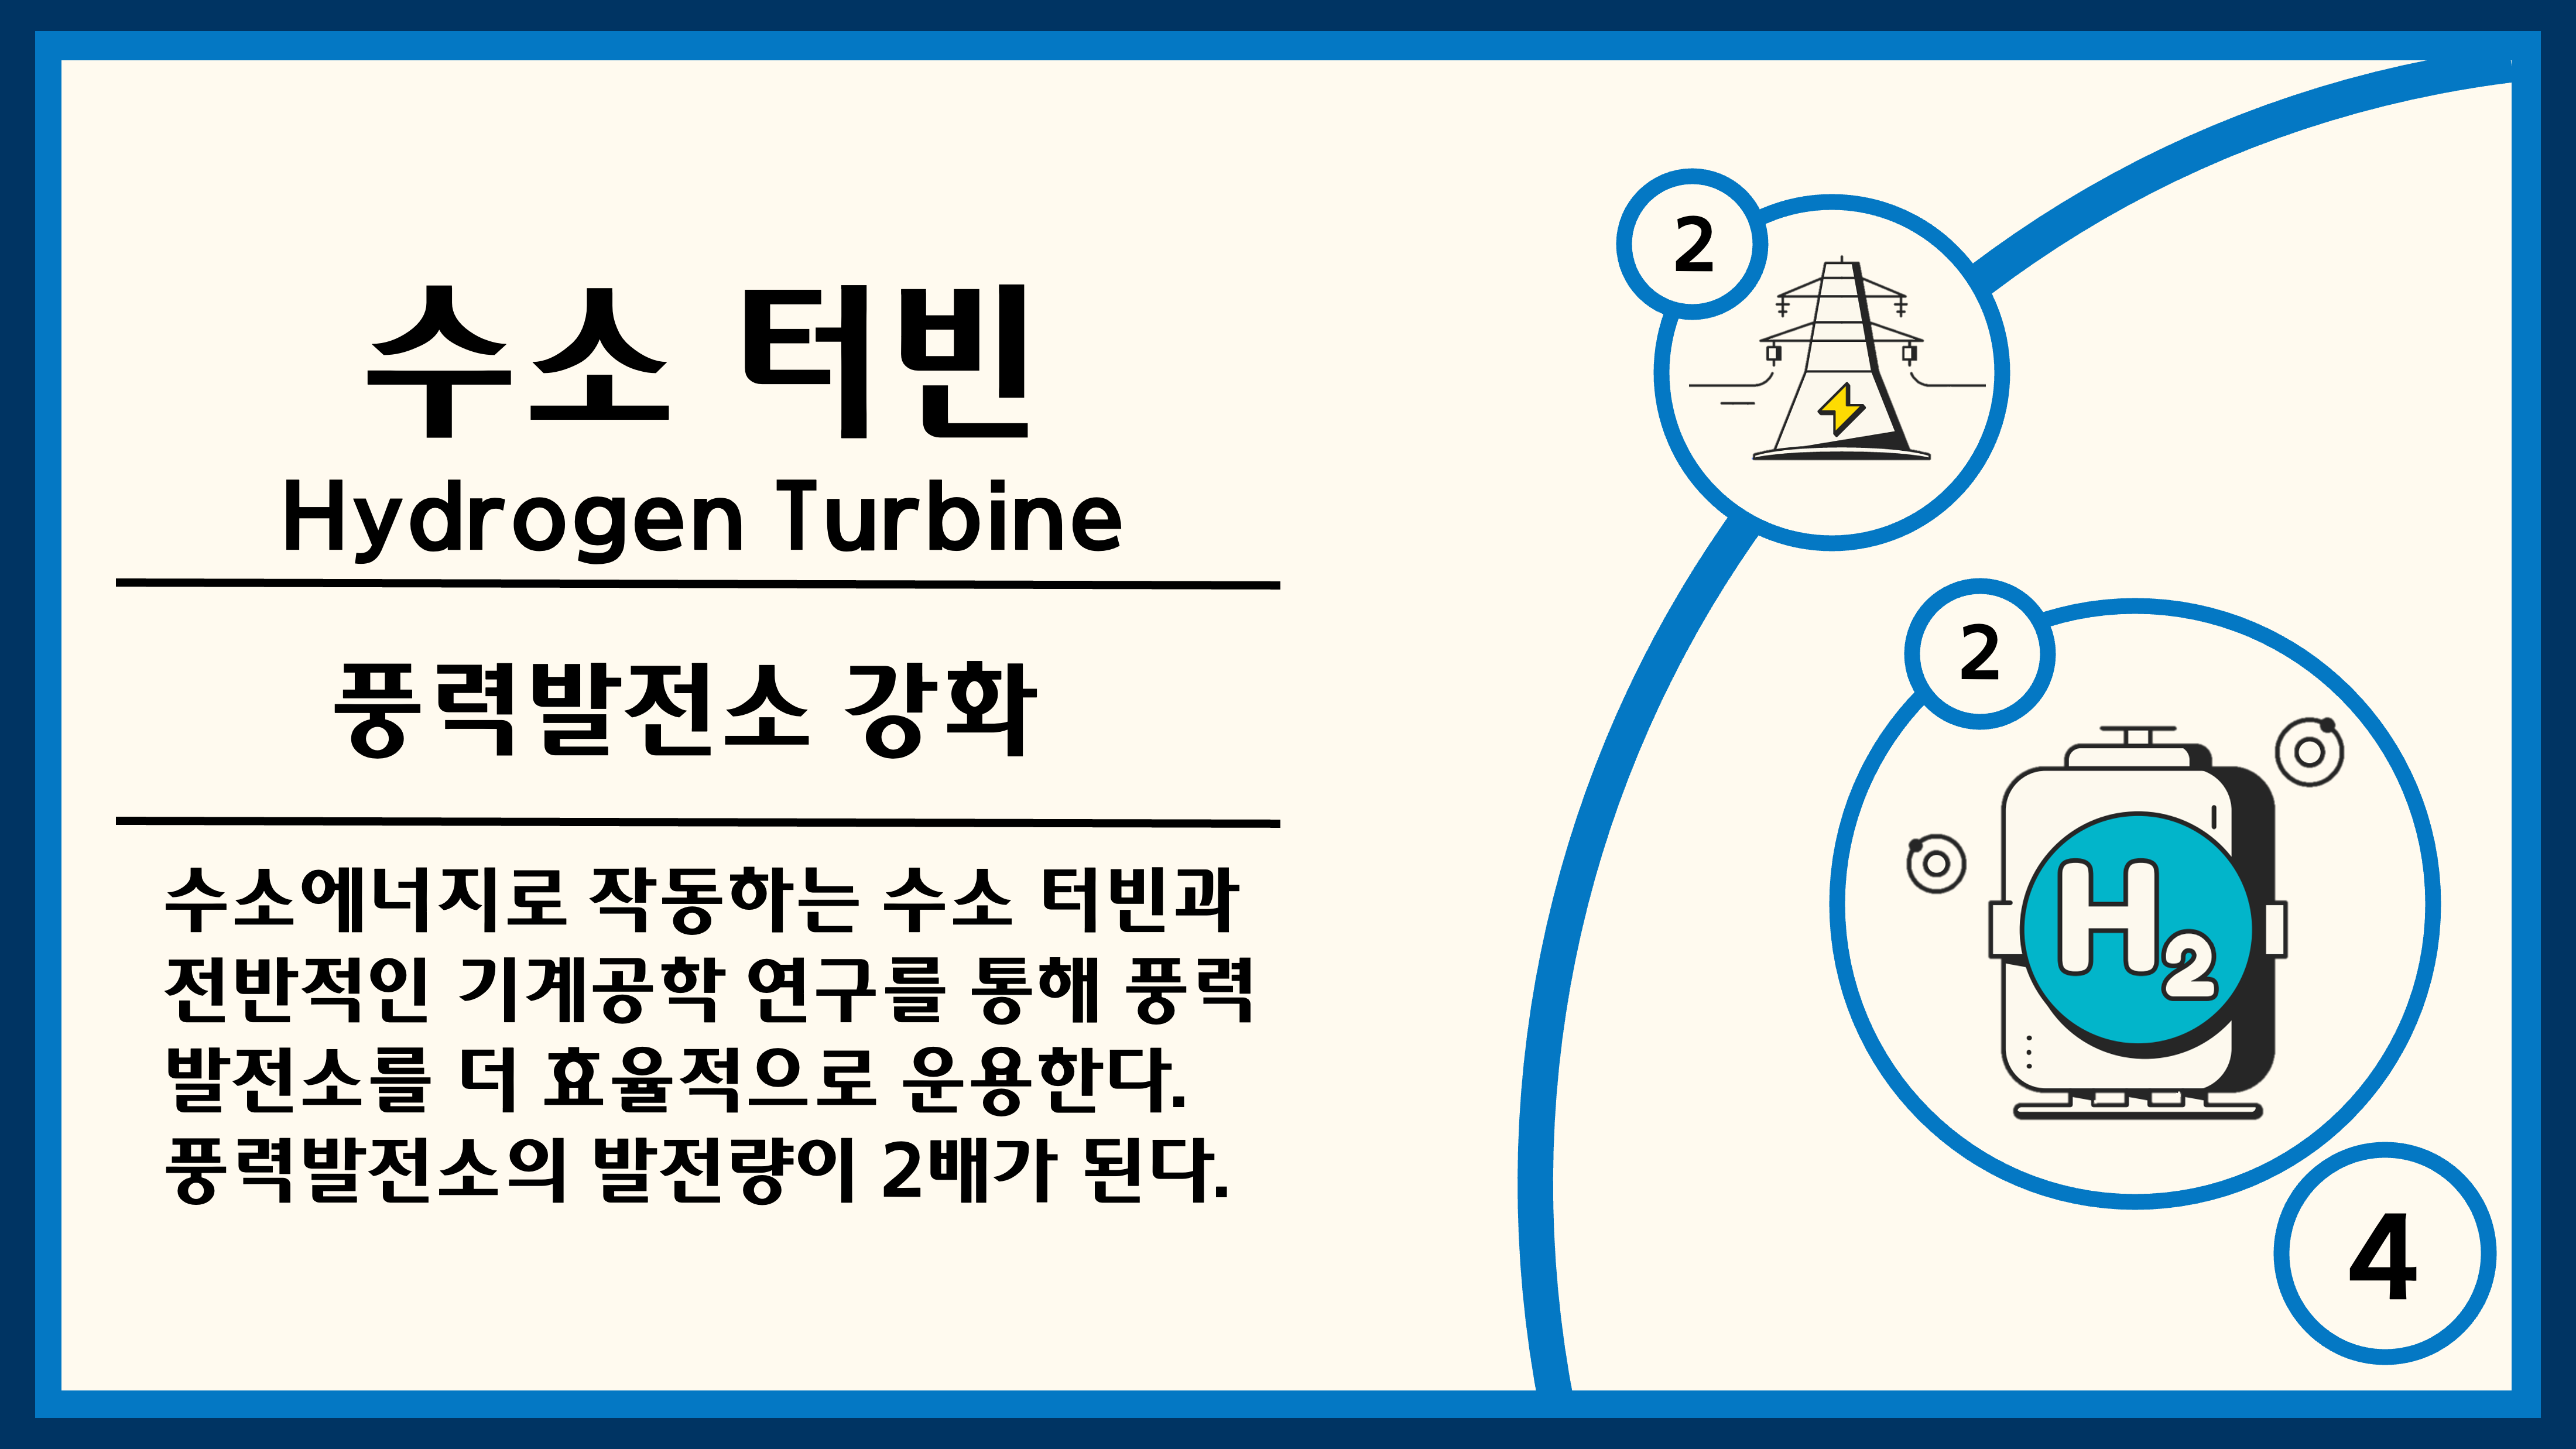 수소 터빈
Hydrogen Turbine
풍력발전소 강화
수소에너지로 작동하는 수소 터빈과
전반적인 기계공학 연구를 통해 풍력
발전소를 더 효율적으로 운용한다.
풍력발전소의 발전량이 2배가 된다.
2
2
H2
4